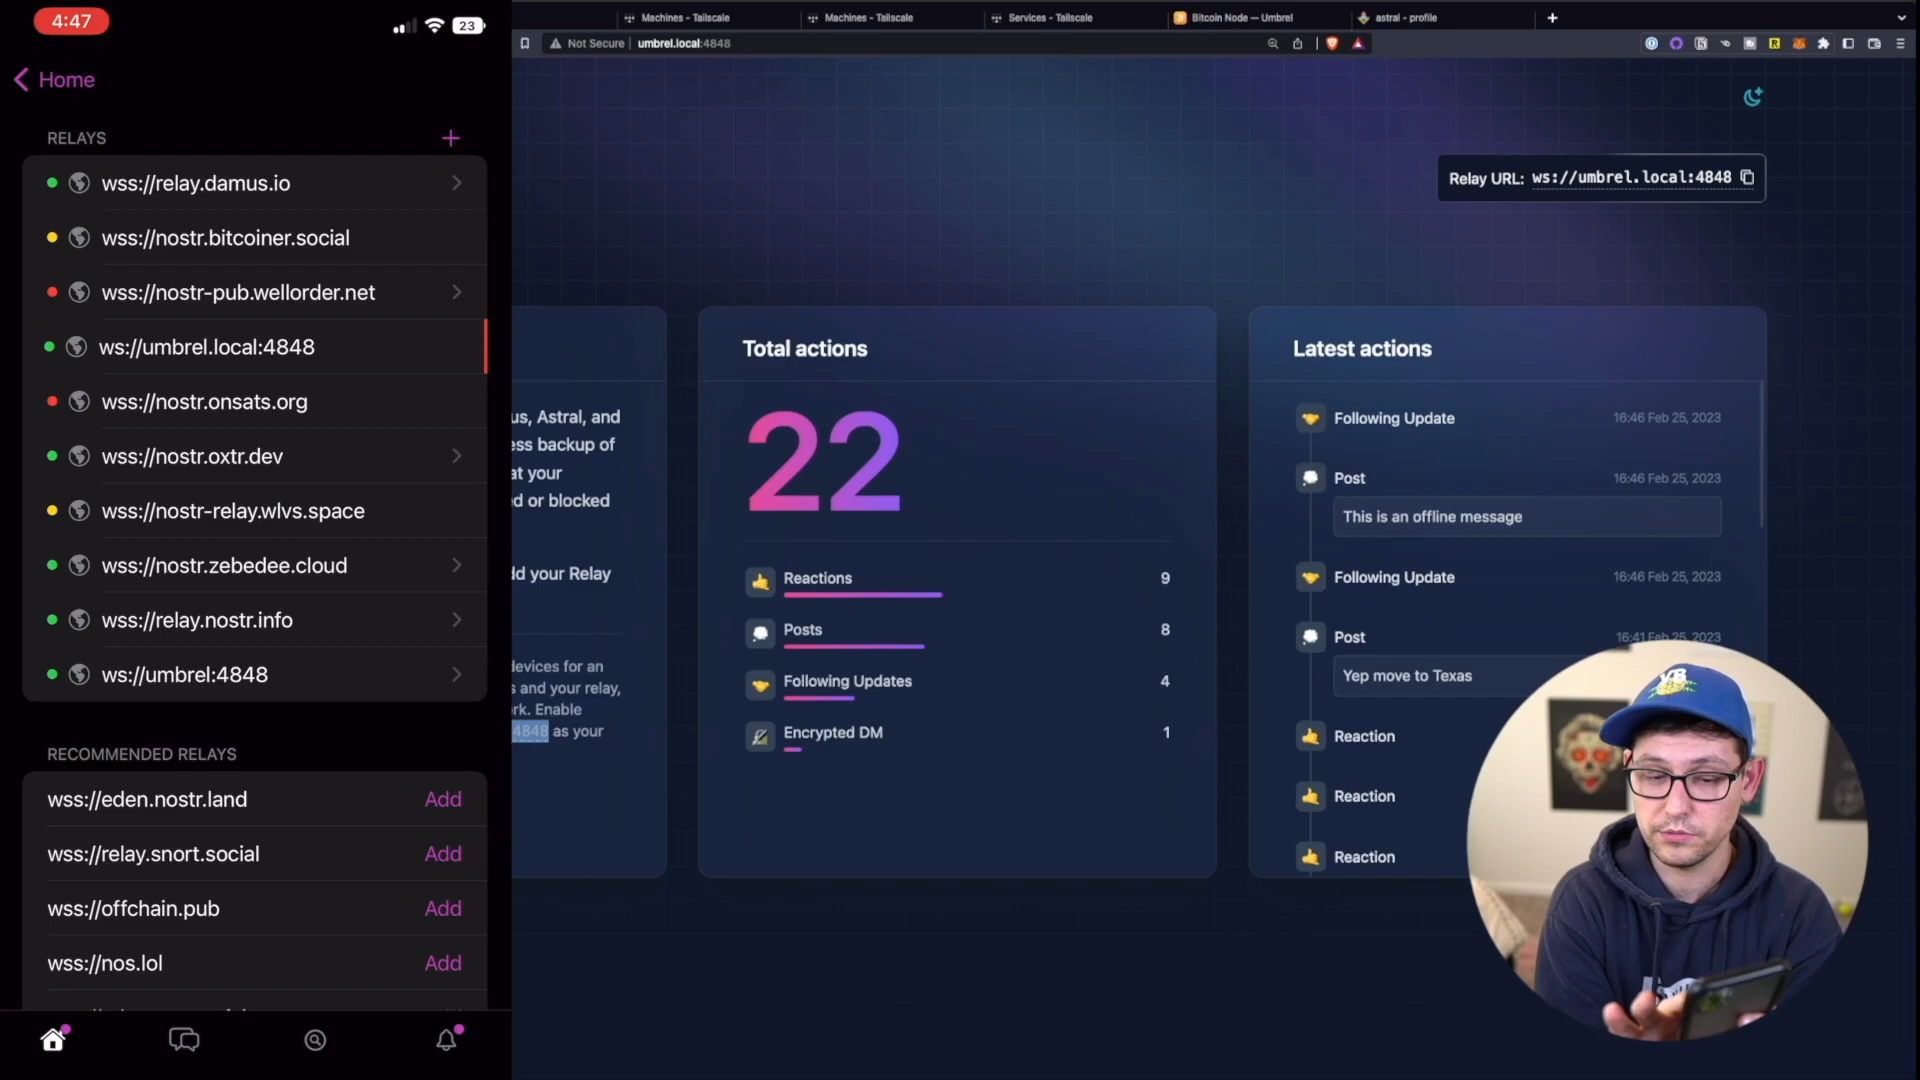 4:47
23
Home
RELAYS
wss://relay.damus.io
wss://nostr.bitcoiner.social
wss://nostr-pub.wellorder.net
ws://umbrel.local:4848
wss://nostr.onsats.org
wss://nostr.oxtr.dev
wss://nostr-relay.wlvs.space
wss://nostr.zebedee.cloud
wss://relay.nostr.info
ws://umbrel:4848
RECOMMENDED RELAYS
wss://eden.nostr.land Add
wss://relay.snort.social Add
wss://offchain.pub Add
wss://nos.lol Add
Machines - Tailscale
Machines - Tailscale
Services - Tailscale
Bitcoin Node — Umbrel
astral - profile
Not Secure umbrel.local:4848
Relay URL: ws://umbrel.local:4848
us, Astral, and
ess backup of
at your
d or blocked
dd your Relay
devices for an
s and your relay,
rk. Enable
4848 as your
Total actions
22
Reactions 9
Posts 8
Following Updates 4
Encrypted DM 1
Latest actions
Following Update 16:46 Feb 25, 2023
Post 16:46 Feb 25, 2023
This is an offline message
Following Update 16:46 Feb 25, 2023
Post 16:41 Feb 25, 2023
Yep move to Texas
Reaction
Reaction
Reaction